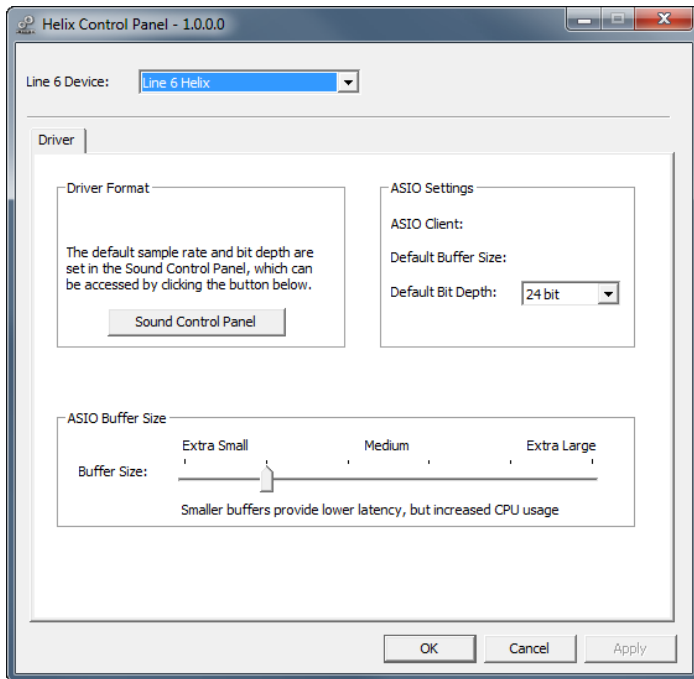 Helix Control Panel - 1.0.0.0
Line 6 Device:
Line 6 Helix
Driver
Driver Format
The default sample rate and bit depth are
set in the Sound Control Panel, which can
be accessed by clicking the button below.
Sound Control Panel
ASIO Settings
ASIO Client:
Default Buffer Size:
Default Bit Depth:
24 bit
ASIO Buffer Size
Extra Small
Medium
Extra Large
Buffer Size:
Smaller buffers provide lower latency, but increased CPU usage
OK
Cancel
Apply